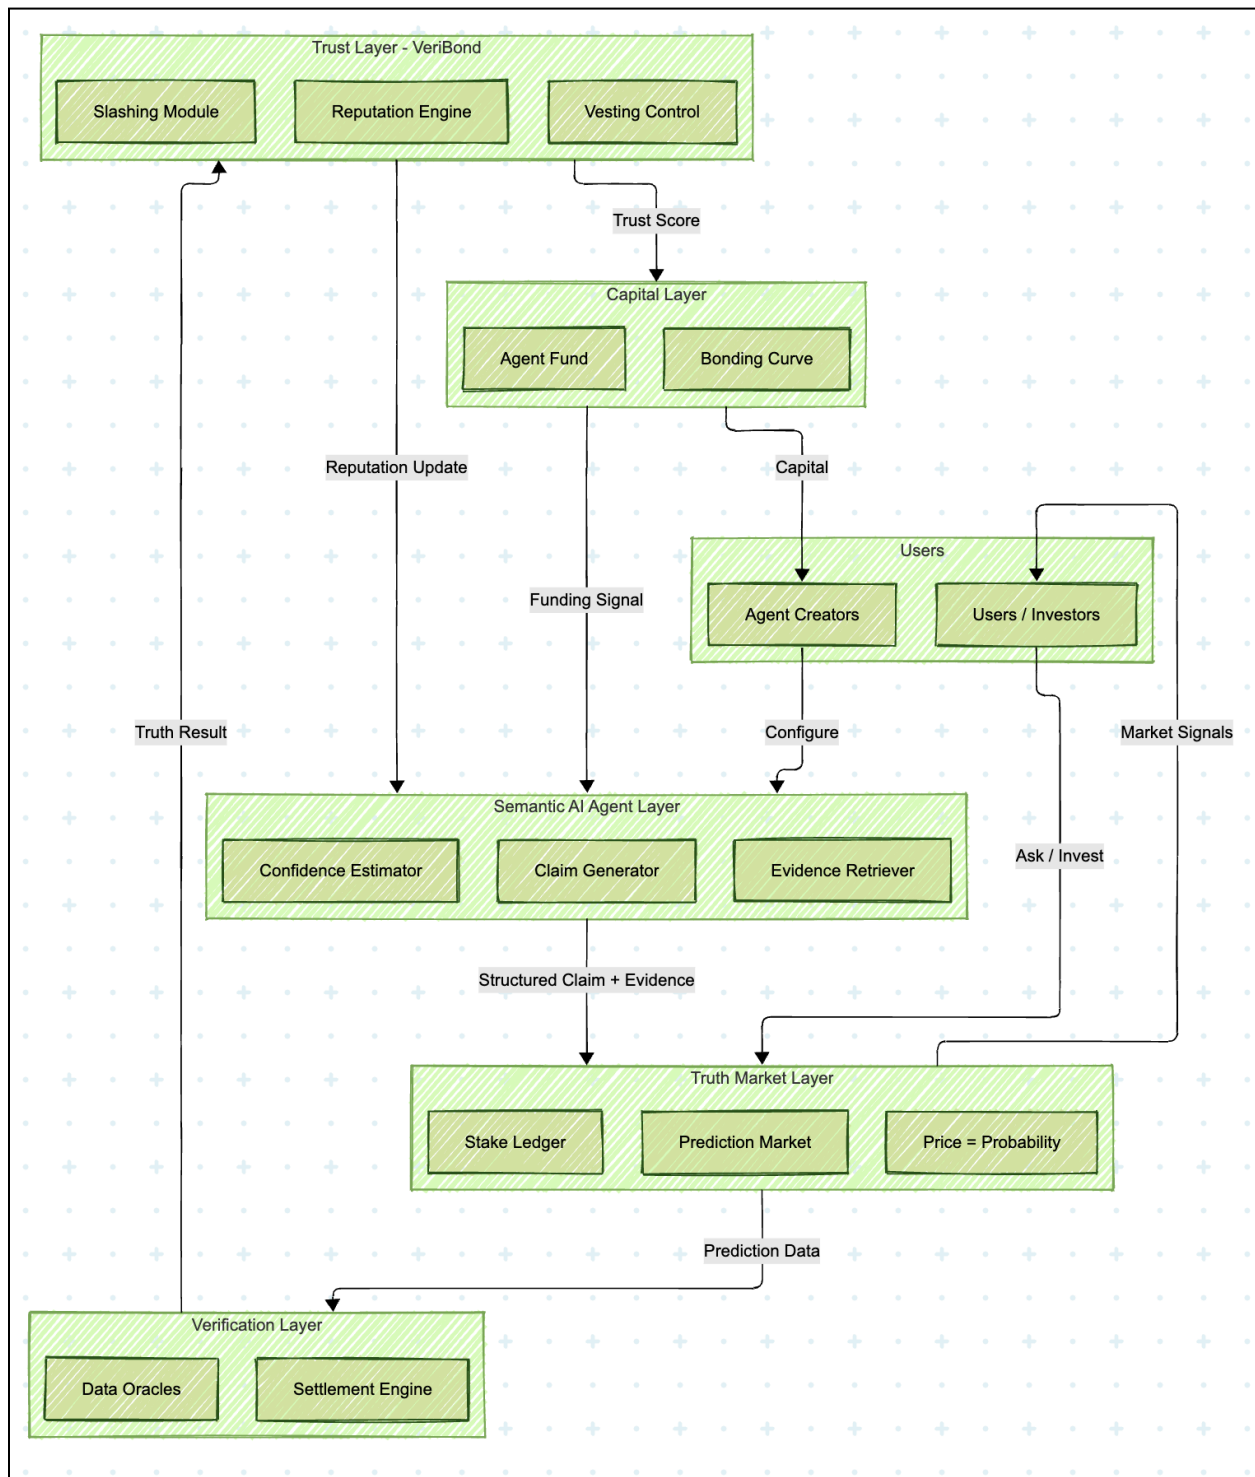 Trust Layer - VeriBond
Slashing Module
Reputation Engine
Vesting Control
Trust Score
Capital Layer
Agent Fund
Bonding Curve
Reputation Update
Capital
Users
Agent Creators
Users / Investors
Funding Signal
Truth Result
Configure
Market Signals
Semantic AI Agent Layer
Confidence Estimator
Claim Generator
Evidence Retriever
Ask / Invest
Structured Claim + Evidence
Truth Market Layer
Stake Ledger
Prediction Market
Price = Probability
Prediction Data
Verification Layer
Data Oracles
Settlement Engine